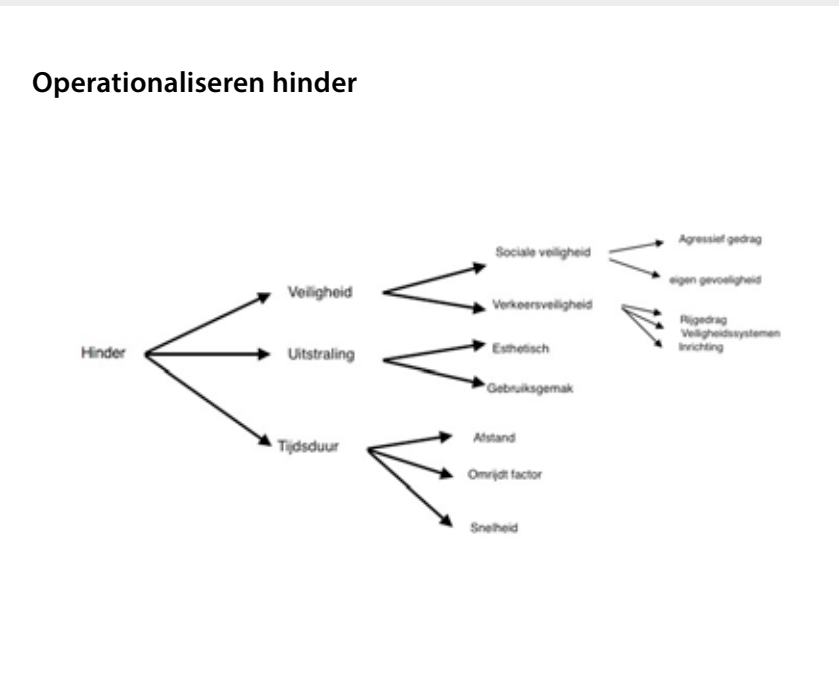 Operationaliseren hinder
Agressief gedrag
Sociale veiligheid
eigen gevoeligheid
Veiligheid
Verkeersveiligheid
Rijgedrag
Veiligheidssystemen
Inrichting
Hinder
Uitstraling
Esthetisch
Gebruiksgemak
Tijdsduur
Afstand
Omrijdt factor
Snelheid